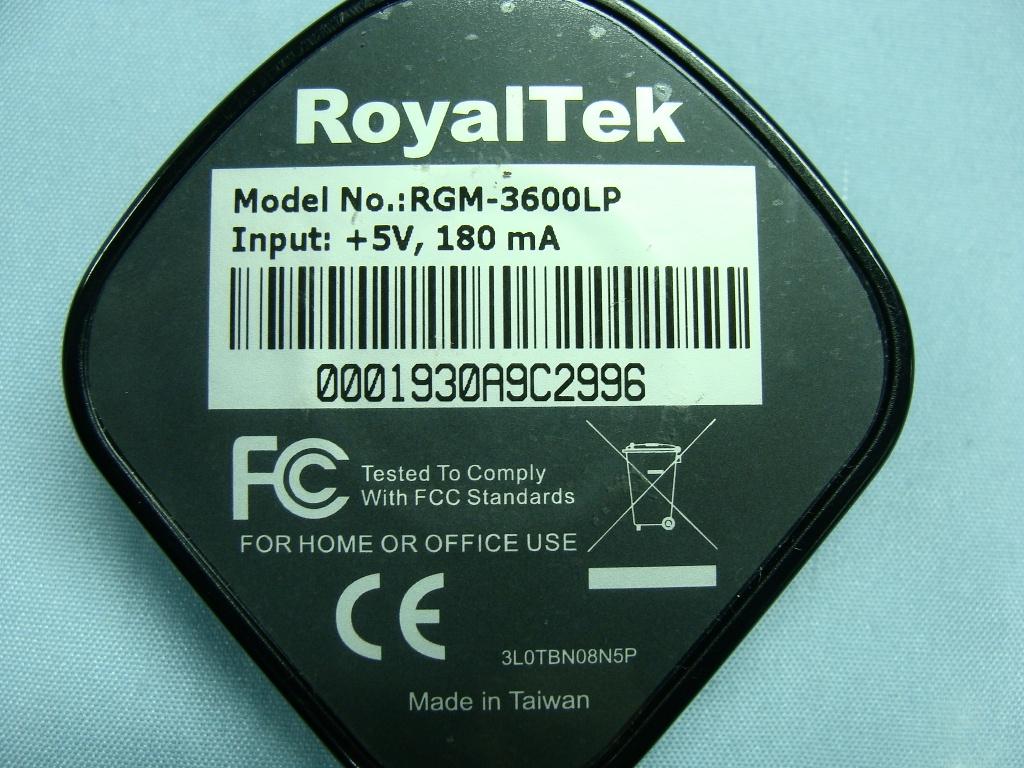 RoyalTek
Model No.:RGM-3600LP
Input: +5V, 180 mA
0001930A9C2996
FC Tested To Comply
With FCC Standards
FOR HOME OR OFFICE USE
CE
3L0TBN08N5P
Made in Taiwan